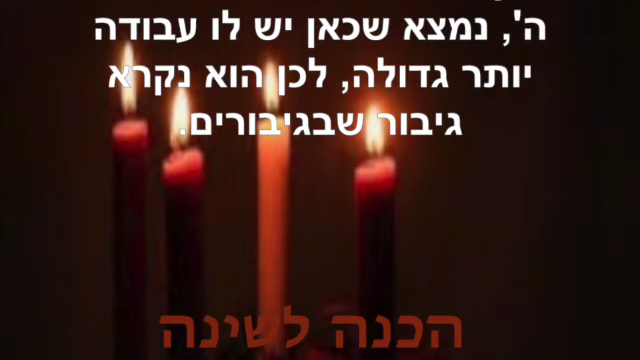 ה', נמצא שכאן יש לו עבודה
יותר גדולה, לכן הוא נקרא
גיבור שבגיבורים.
הכנה לשינה